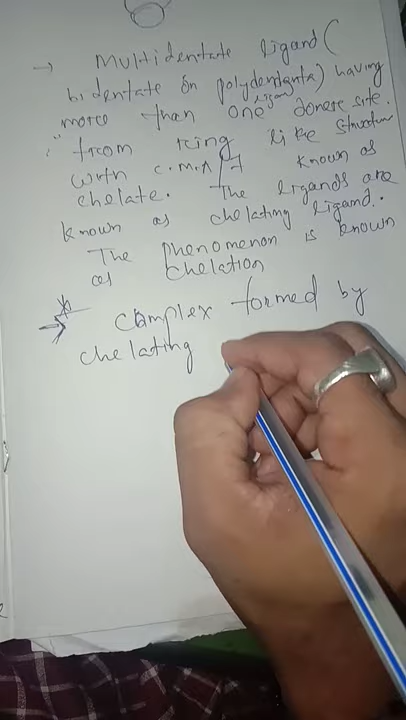 → Multidentate ligand (
bidentate or polydentate) having
more than one ligand donere site.
from ring like structure
with c.m.a/I known as
chelate. The ligands are
known as chelating ligand.
The phenomenon is known
as chelation
→ Complex formed by
chelating